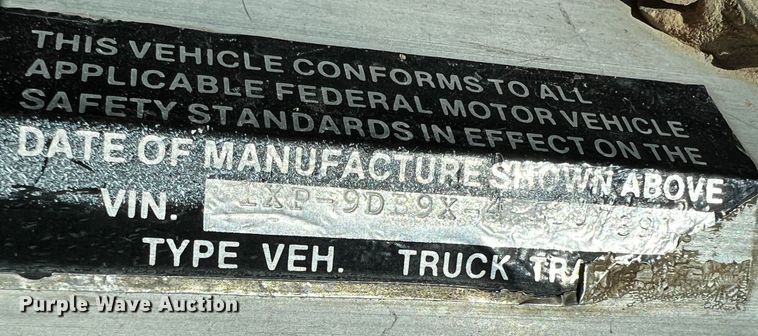 THIS VEHICLE CONFORMS TO ALL
APPLICABLE FEDERAL MOTOR VEHICLE
SAFETY STANDARDS IN EFFECT ON THE
DATE OF MANUFACTURE SHOWN ABOVE
VIN.
TYPE VEH. TRUCK
Purple Wave Auction